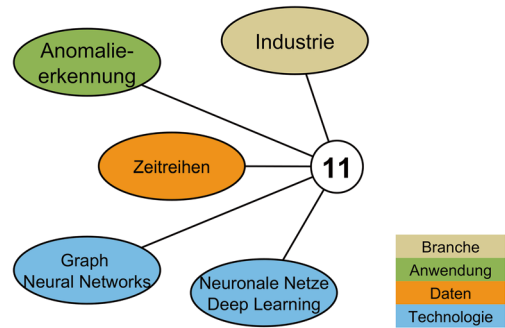 Anomalie-
erkennung
Industrie
Zeitreihen
11
Graph
Neural Networks
Neuronale Netze
Deep Learning
Branche
Anwendung
Daten
Technologie